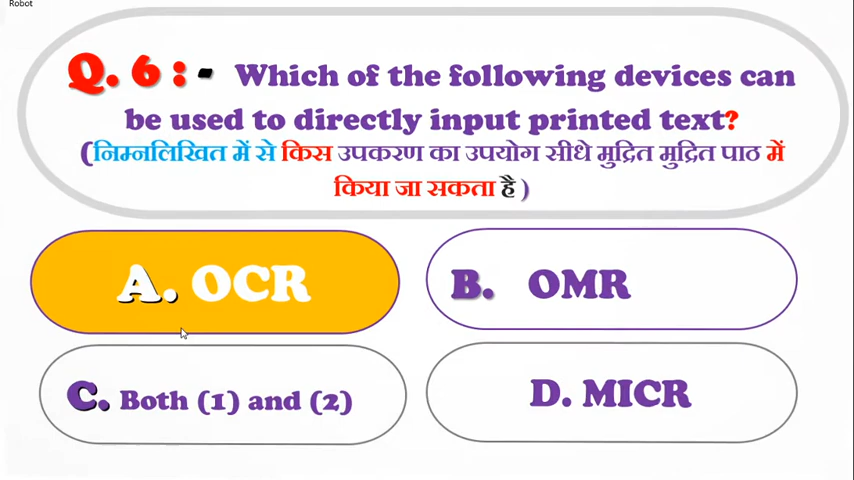 Robot
Q. 6 : - Which of the following devices can
be used to directly input printed text?
(निम्नलिखित में से किस उपकरण का उपयोग सीधे मुद्रित मुद्रित पाठ में
किया जा सकता है )
A. OCR
B. OMR
C. Both (1) and (2)
D. MICR